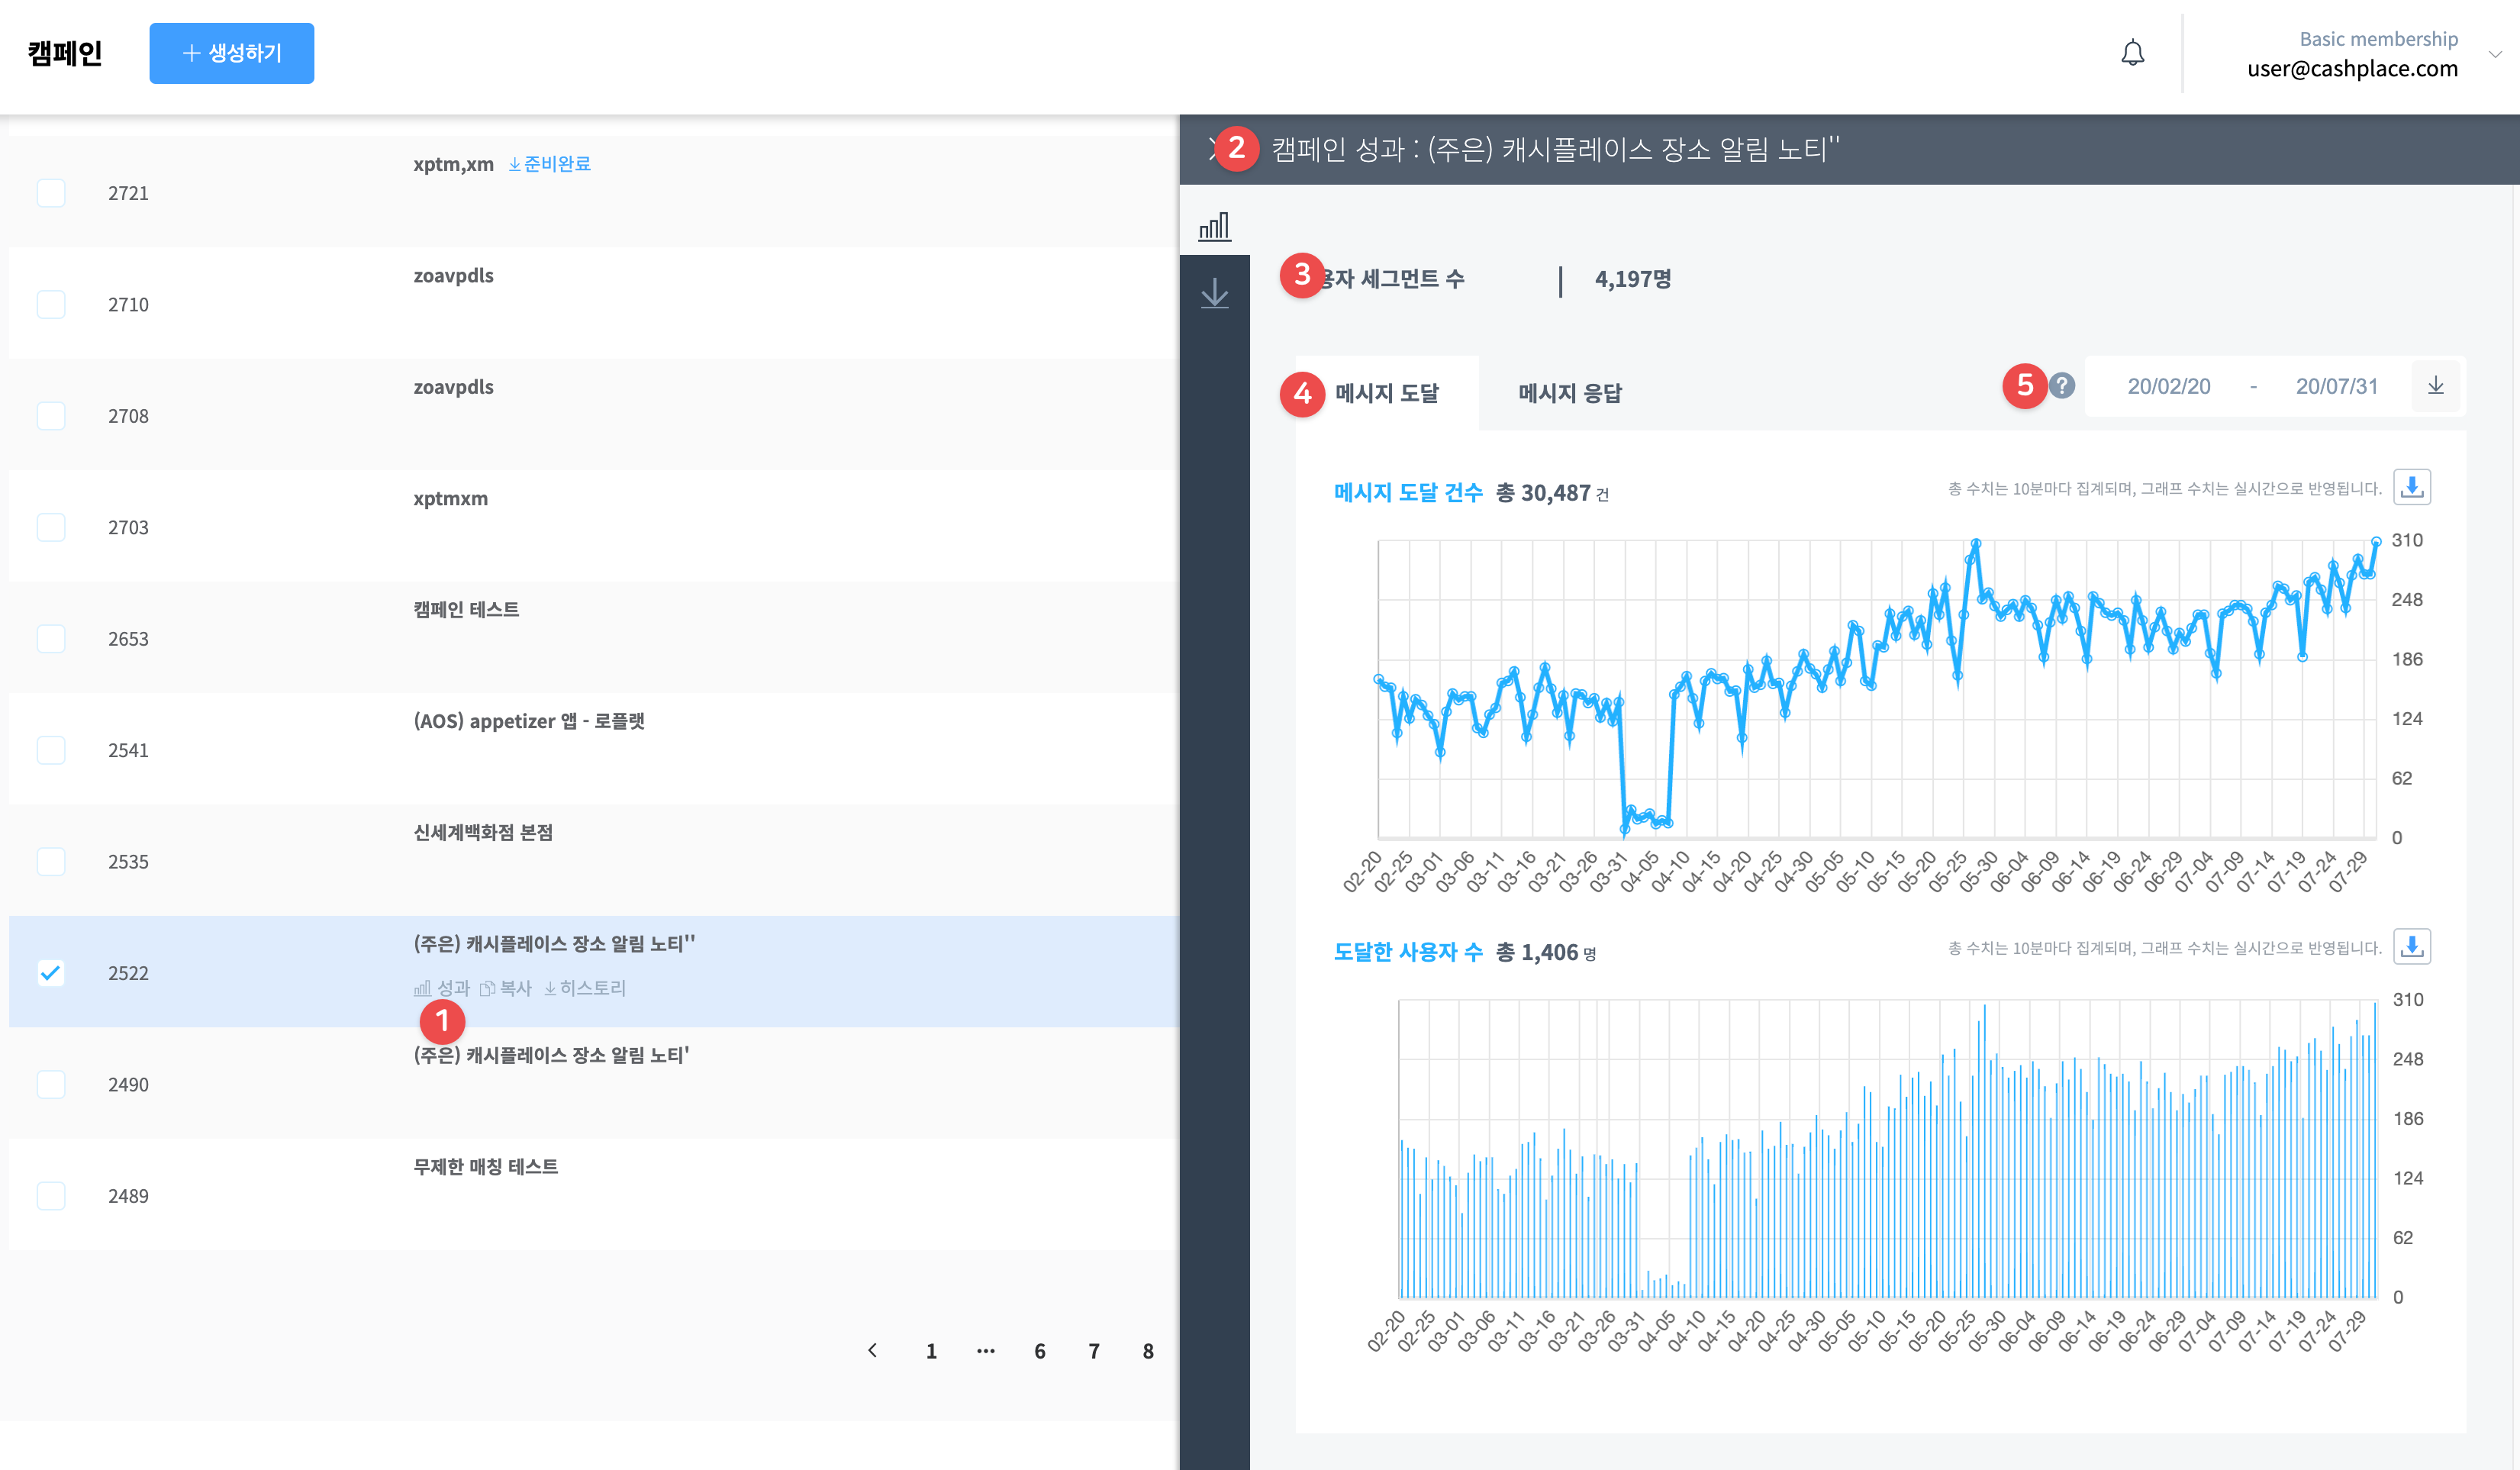 캠페인
+ 생성하기
Basic membership
user@cashplace.com
2721
xptm,xm 준비완료
2710
zoavpdls
2708
zoavpdls
2703
xptmxm
2653
캠페인 테스트
2541
(AOS) appetizer 앱 - 로플랫
2535
신세계백화점 본점
2522
(주은) 캐시플레이스 장소 알림 노티''
성과 복사 히스토리
1
2490
(주은) 캐시플레이스 장소 알림 노티'
2489
무제한 매칭 테스트
1 ••• 6 7 8
2 캠페인 성과 : (주은) 캐시플레이스 장소 알림 노티''
3 용자 세그먼트 수 | 4,197명
4 메시지 도달 메시지 응답
5 ? 20/02/20 - 20/07/31
메시지 도달 건수 총 30,487 건
총 수치는 10분마다 집계되며, 그래프 수치는 실시간으로 반영됩니다.
310
248
186
124
62
0
02-20 02-25 03-01 03-06 03-11 03-16 03-21 03-26 03-31 04-05 04-10 04-15 04-20 04-25 04-30 05-05 05-10 05-15 05-20 05-25 05-30 06-04 06-09 06-14 06-19 06-24 06-29 07-04 07-09 07-14 07-19 07-24 07-29
도달한 사용자 수 총 1,406 명
총 수치는 10분마다 집계되며, 그래프 수치는 실시간으로 반영됩니다.
310
248
186
124
62
0
02-20 02-25 03-01 03-06 03-11 03-16 03-21 03-26 03-31 04-05 04-10 04-15 04-20 04-25 04-30 05-05 05-10 05-15 05-20 05-25 05-30 06-04 06-09 06-14 06-19 06-24 06-29 07-04 07-09 07-14 07-19 07-24 07-29